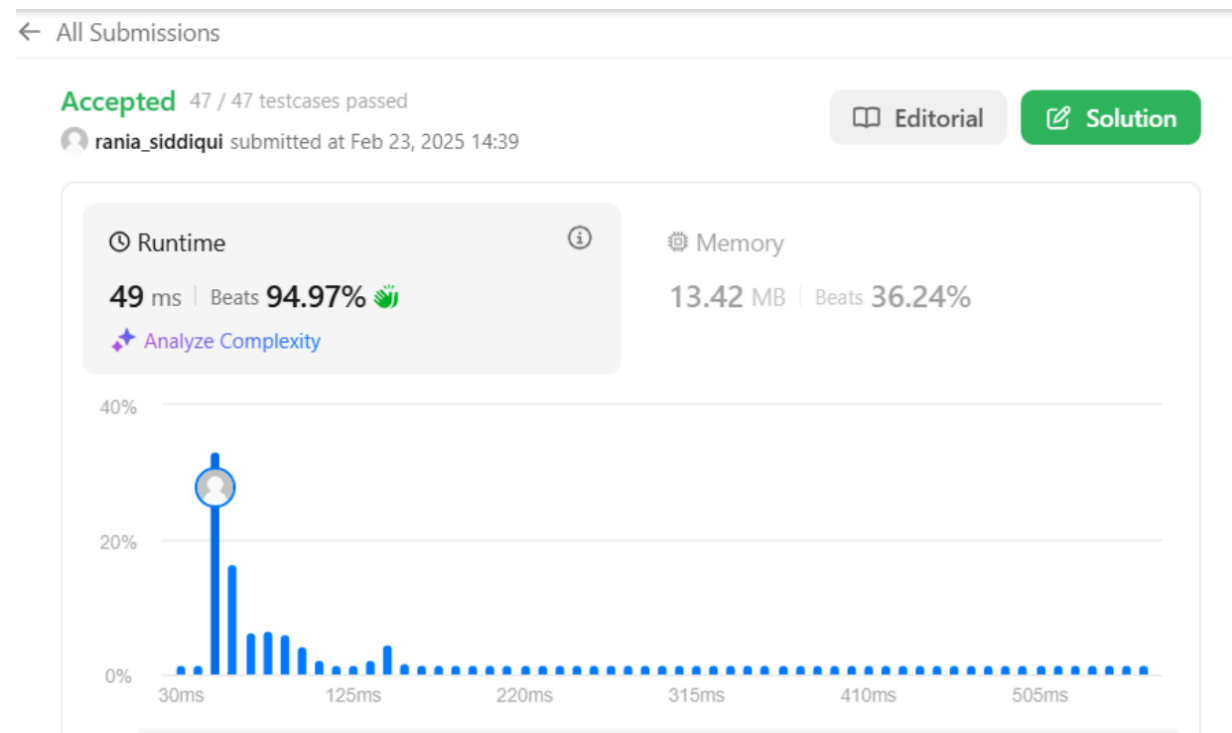 ← All Submissions
Accepted 47 / 47 testcases passed
rania_siddiqui submitted at Feb 23, 2025 14:39
Editorial
Solution
Runtime
49 ms | Beats 94.97%
Analyze Complexity
Memory
13.42 MB | Beats 36.24%
40%
20%
0%
30ms 125ms 220ms 315ms 410ms 505ms